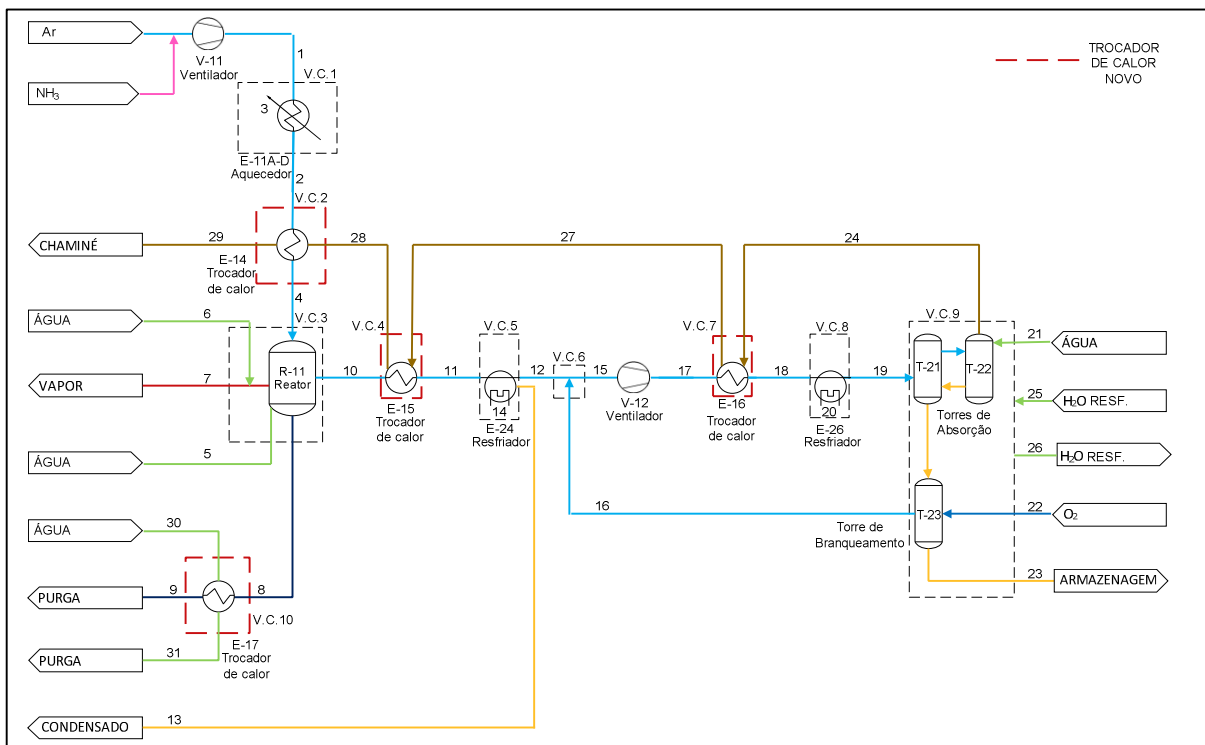 Ar
V-11
Ventilador
NH₃
1
V.C.1
3
E-11A-D
Aquecedor
TROCADOR
DE CALOR
NOVO
2
V.C.2
CHAMINÉ
29
28
E-14
Trocador
de calor
27
24
ÁGUA
6
4
V.C.3
VAPOR
7
R-11
Reator
ÁGUA
5
10
V.C.4
E-15
Trocador
de calor
11
V.C.5
14
E-24
Resfriador
12
V.C.6
15
V-12
Ventilador
17
V.C.7
E-16
Trocador
de calor
18
V.C.8
20
E-26
Resfriador
19
V.C.9
T-21
T-22
Torres de
Absorção
21
ÁGUA
25
H₂O RESF.
26
H₂O RESF.
16
T-23
Torre de
Branqueamento
22
O₂
23
ARMAZENAGEM
ÁGUA
30
PURGA
9
8
V.C.10
E-17
Trocador
de calor
PURGA
31
CONDENSADO
13